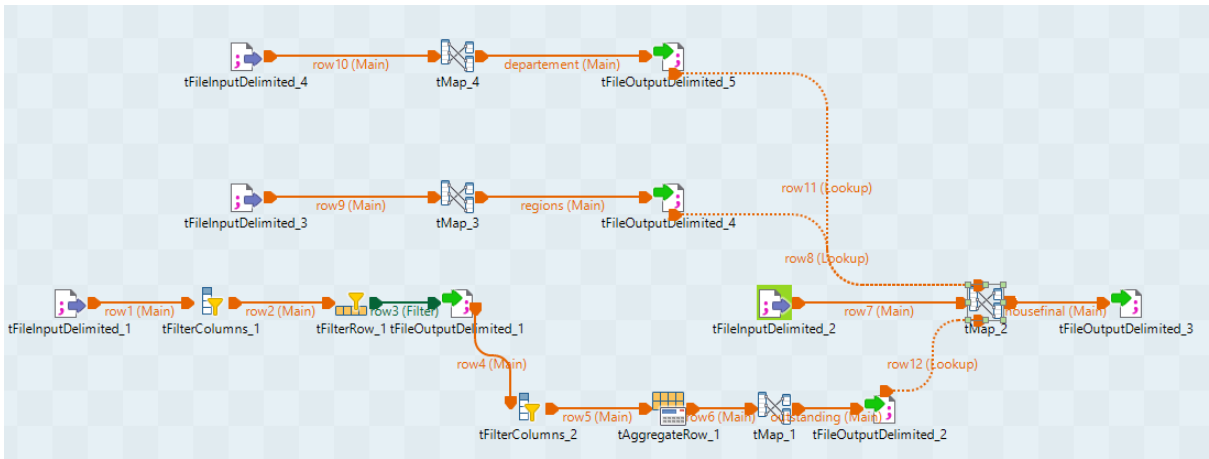 row10 (Main)
departement (Main)
tFileInputDelimited_4
tMap_4
tFileOutputDelimited_5
row11 (Lookup)
row9 (Main)
regions (Main)
tFileInputDelimited_3
tMap_3
tFileOutputDelimited_4
row8 (Lookup)
row1 (Main)
row2 (Main)
row3 (Filter)
row7 (Main)
housefinal (Main)
tFileInputDelimited_1
tFilterColumns_1
tFilterRow_1
tFileOutputDelimited_1
tFileInputDelimited_2
tMap_2
tFileOutputDelimited_3
row4 (Main)
row12 (Lookup)
row5 (Main)
row6 (Main)
outstanding (Main)
tFilterColumns_2
tAggregateRow_1
tMap_1
tFileOutputDelimited_2